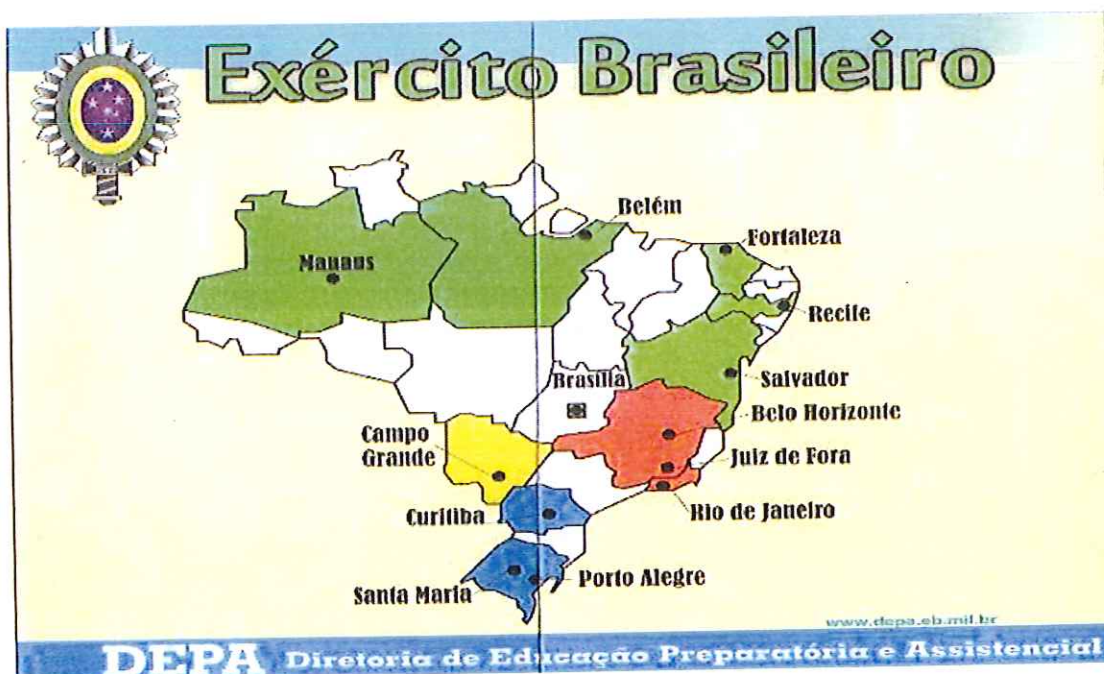 Exército Brasileiro
Belém
Fortaleza
Manaus
Recife
Brasília
Salvador
Belo Horizonte
Campo
Grande
Juiz de Fora
Curitiba
Rio de Janeiro
Santa Maria
Porto Alegre
www.depa.eb.mil.br
DEPA Diretoria de Educação Preparatória e Assistencial